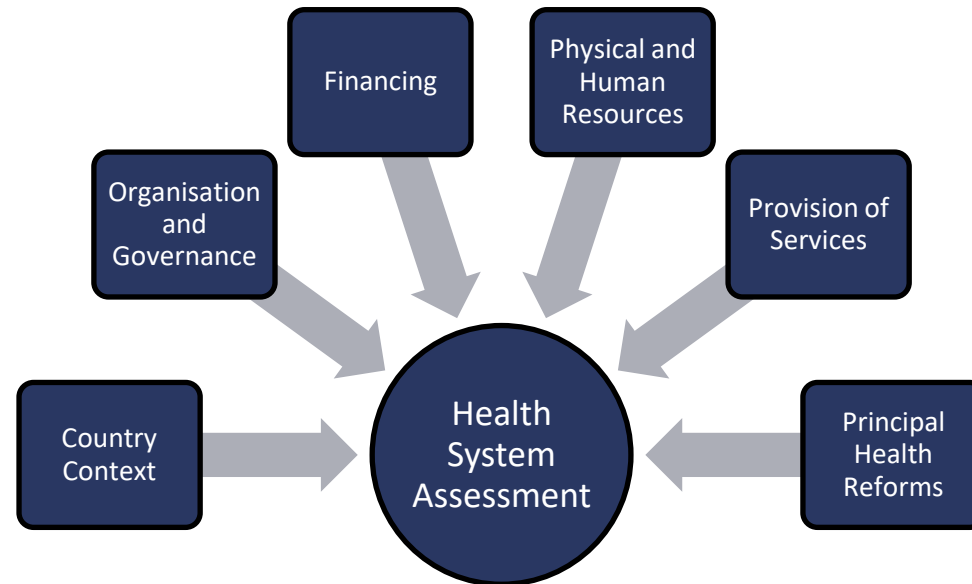 Financing
Physical and
Human
Resources
Organisation
and
Governance
Provision of
Services
Country
Context
Health
System
Assessment
Principal
Health
Reforms